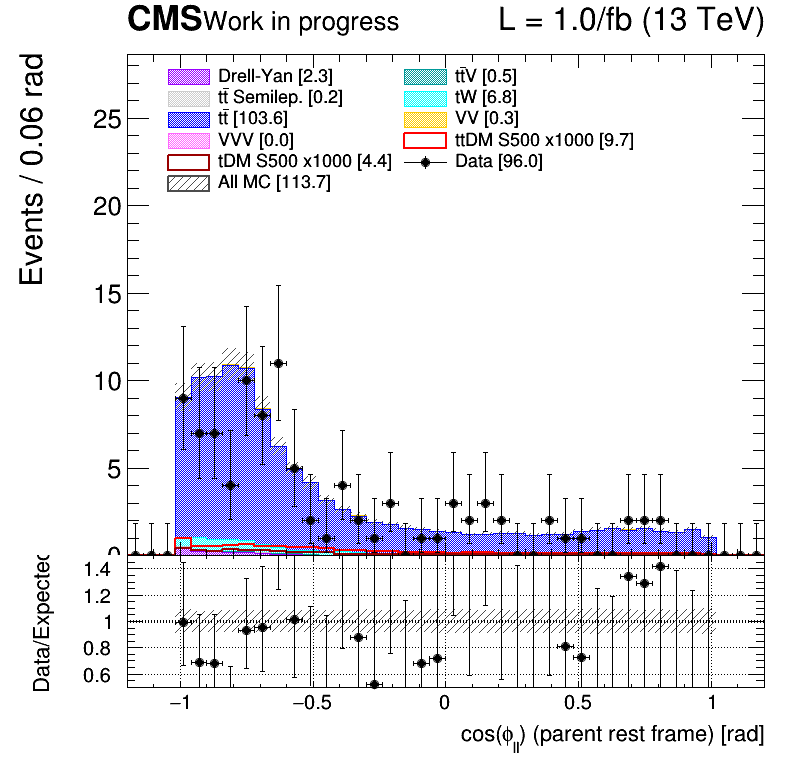 CMS Work in progress L = 1.0/fb (13 TeV)
Drell-Yan [2.3] tt̄V [0.5]
tt̄ Semilep. [0.2] tW [6.8]
tt̄ [103.6] VV [0.3]
VVV [0.0] ttDM S500 x1000 [9.7]
tDM S500 x1000 [4.4] Data [96.0]
All MC [113.7]
Events / 0.06 rad
25
20
15
10
5
0
Data/Expected
1.4
1.2
1
0.8
0.6
−1 −0.5 0 0.5 1
cos(ϕ_ll) (parent rest frame) [rad]